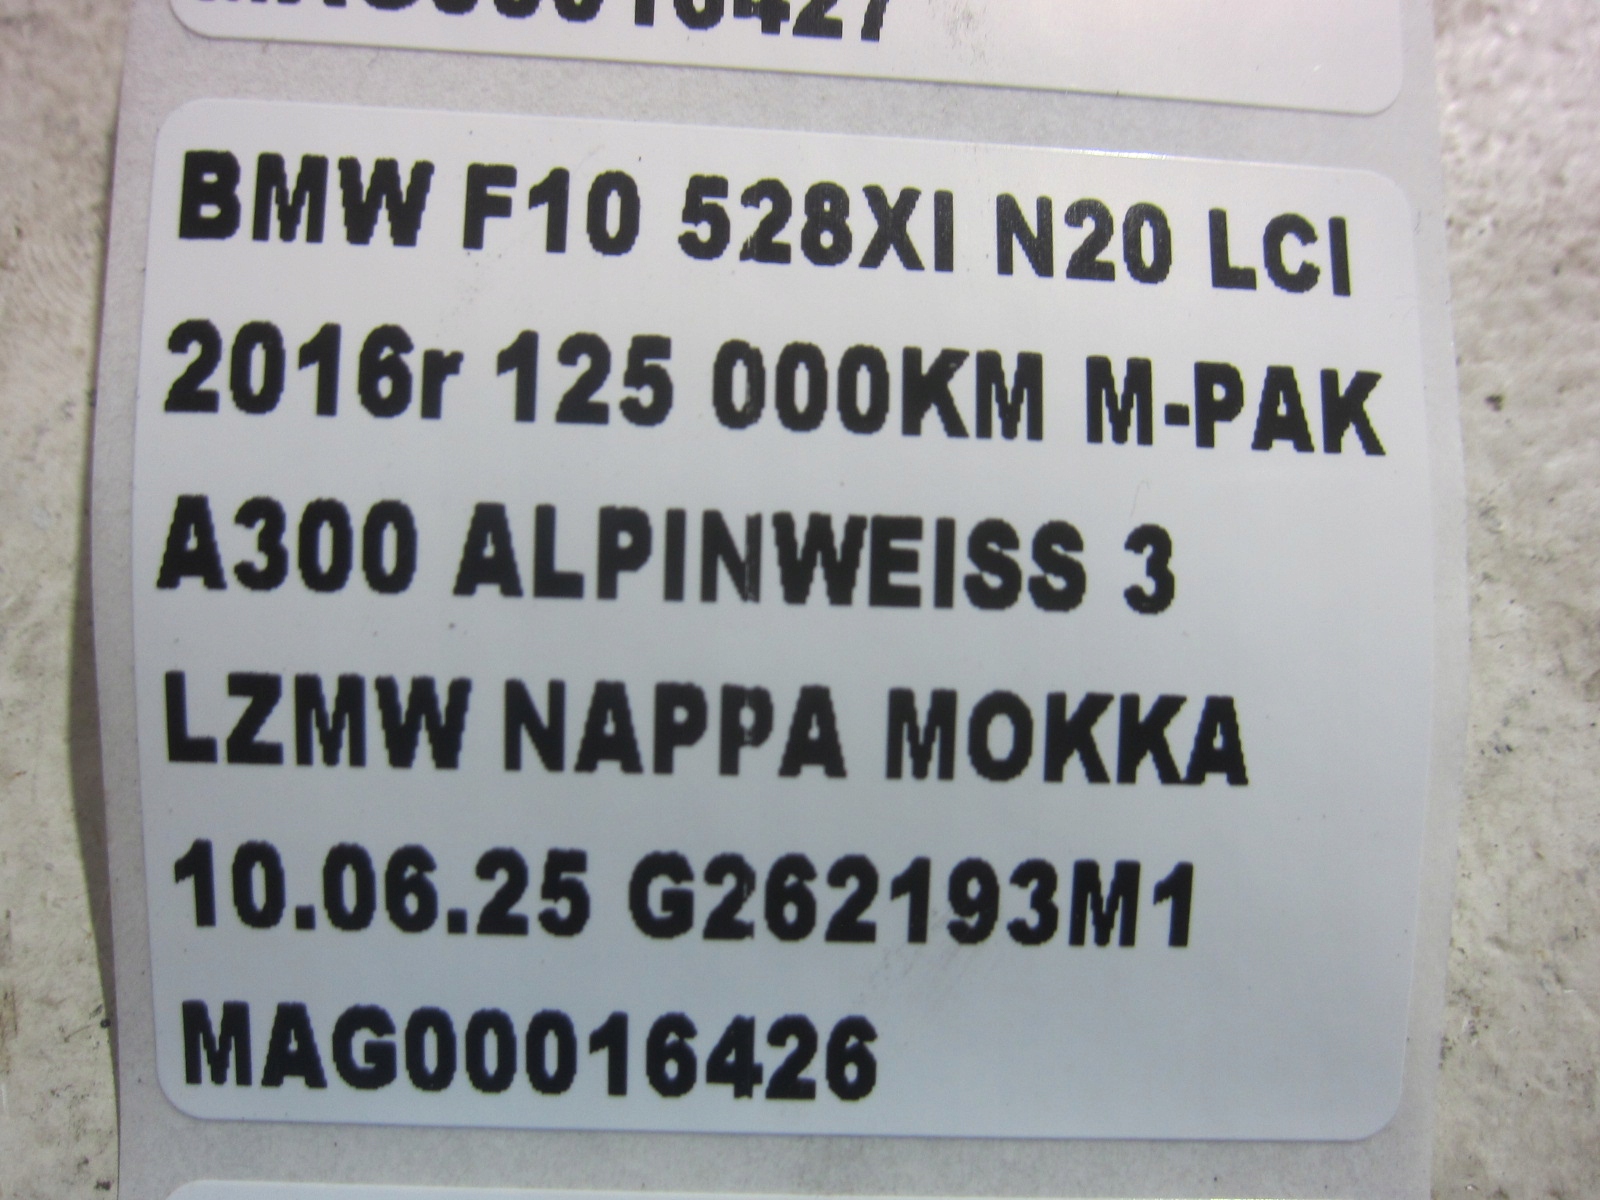 MAG00016427
BMW F10 528XI N20 LCI
2016r 125 000KM M-PAK
A300 ALPINWEISS 3
LZMW NAPPA MOKKA
10.06.25 G262193M1
MAG00016426